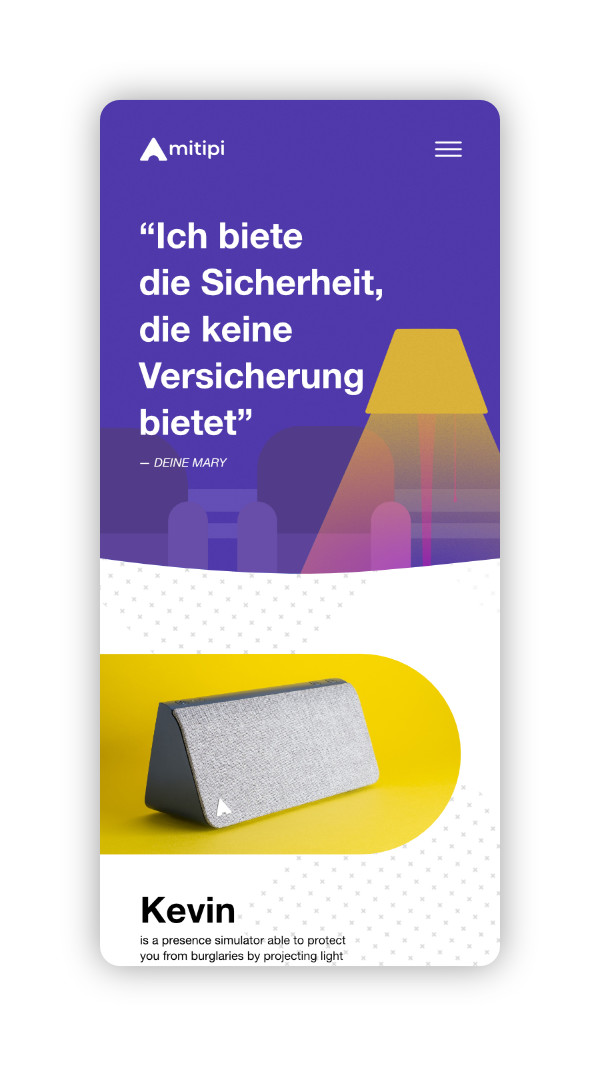 mitipi
“Ich biete
die Sicherheit,
die keine
Versicherung
bietet”
— DEINE MARY
Kevin
is a presence simulator able to protect
you from burglaries by projecting light